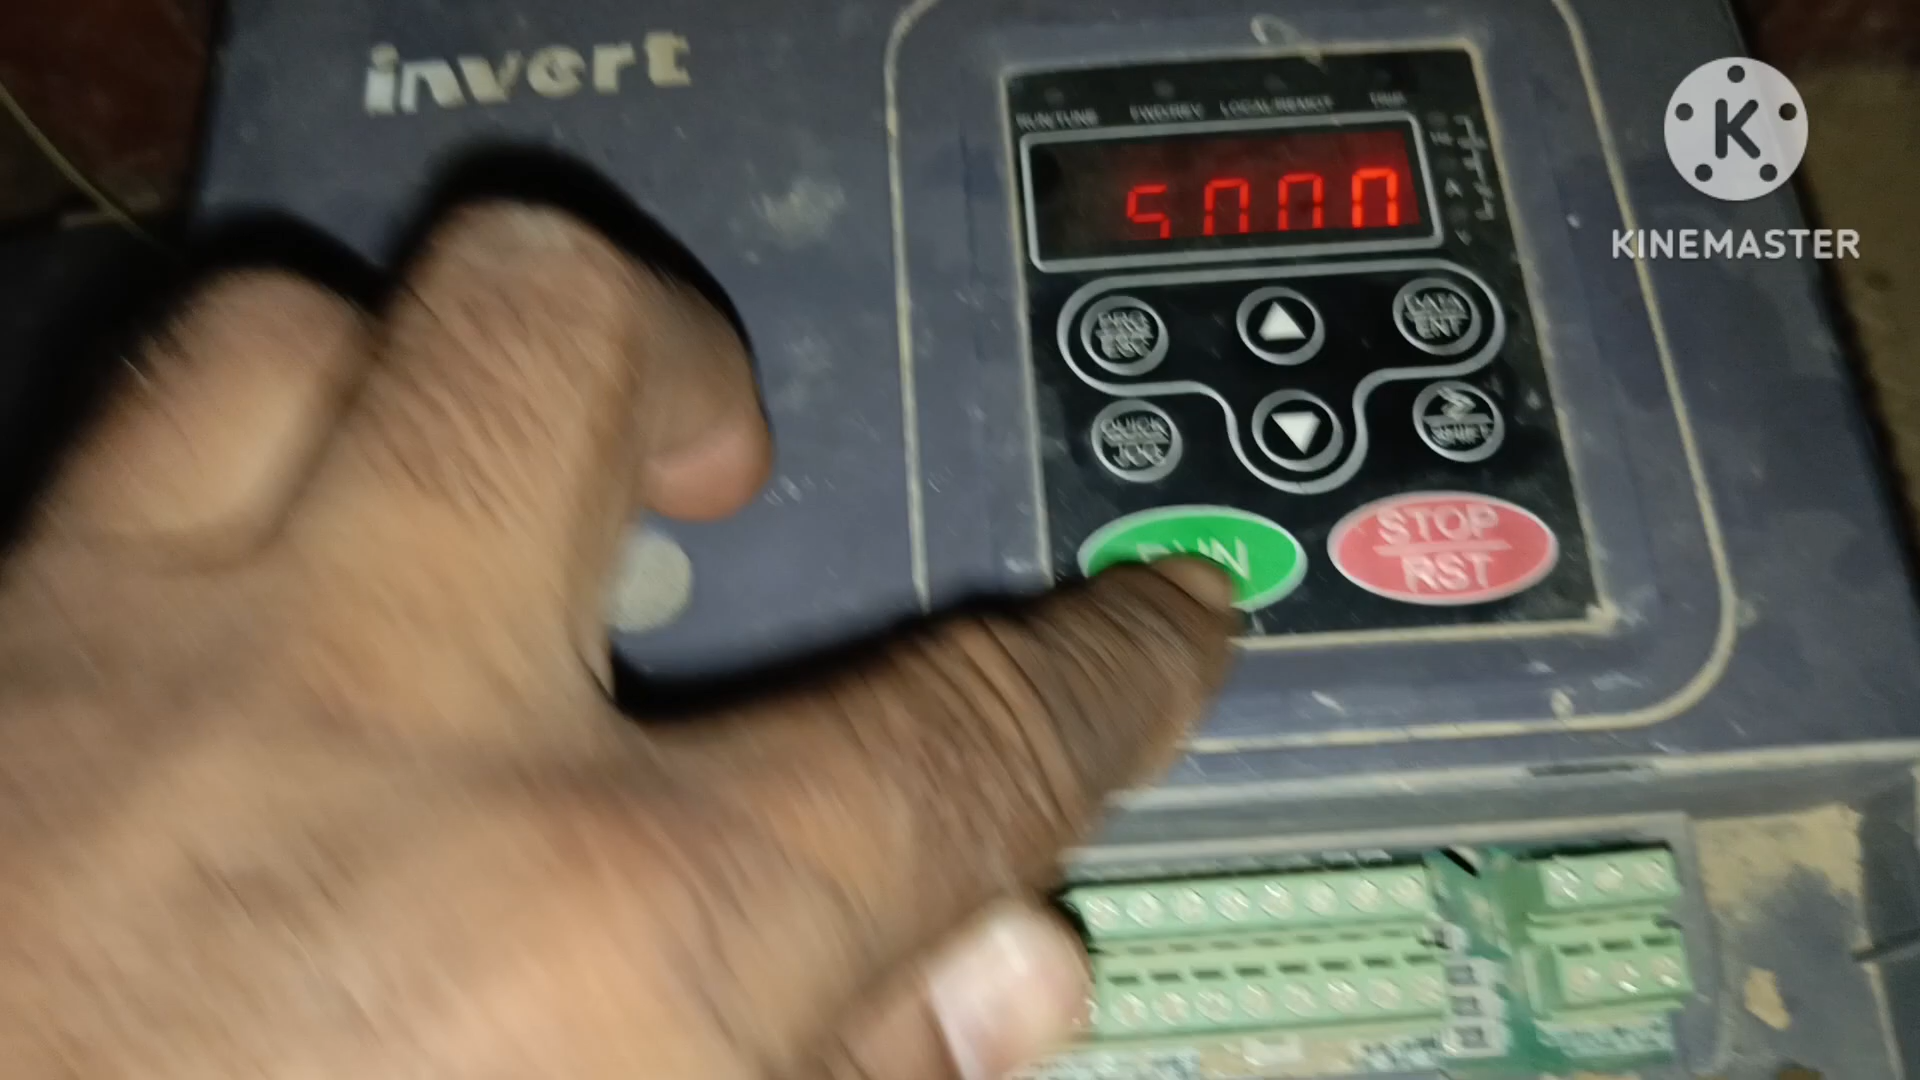 invert
RUN/TUNE FWD/REV LOCAL/REMOT TRIP
5000
PRG
ESC
DATA
ENT
QUICK
JOG
SHIFT
RUN
STOP
RST
K
KINEMASTER